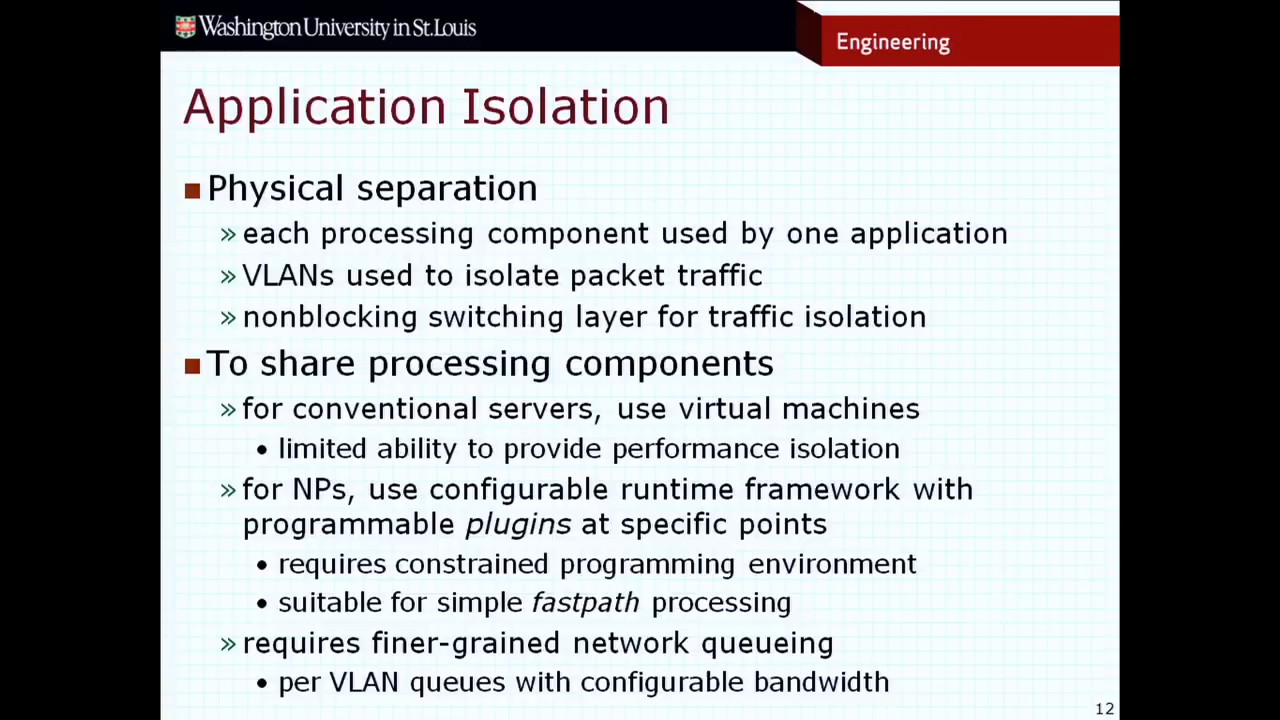 Washington University in St. Louis
Engineering
Application Isolation
■ Physical separation
» each processing component used by one application
» VLANs used to isolate packet traffic
» nonblocking switching layer for traffic isolation
■ To share processing components
» for conventional servers, use virtual machines
• limited ability to provide performance isolation
» for NPs, use configurable runtime framework with
programmable plugins at specific points
• requires constrained programming environment
• suitable for simple fastpath processing
» requires finer-grained network queueing
• per VLAN queues with configurable bandwidth
12